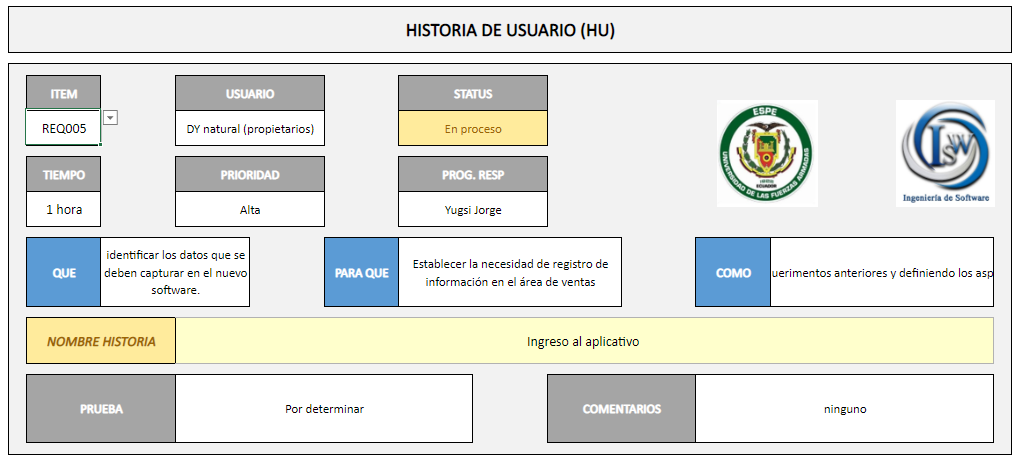 HISTORIA DE USUARIO (HU)
ITEM
USUARIO
STATUS
REQ005
DY natural (propietarios)
En proceso
TIEMPO
PRIORIDAD
PROG. RESP
1 hora
Alta
Yugsi Jorge
ESPE
UNIVERSIDAD DE LAS FUERZAS ARMADAS
ECUADOR
ISW
Ingeniería de Software
QUE
identificar los datos que se
deben capturar en el nuevo
software.
PARA QUE
Establecer la necesidad de registro de
información en el área de ventas
COMO
uerimentos anteriores y definiendo los asp
NOMBRE HISTORIA
Ingreso al aplicativo
PRUEBA
Por determinar
COMENTARIOS
ninguno